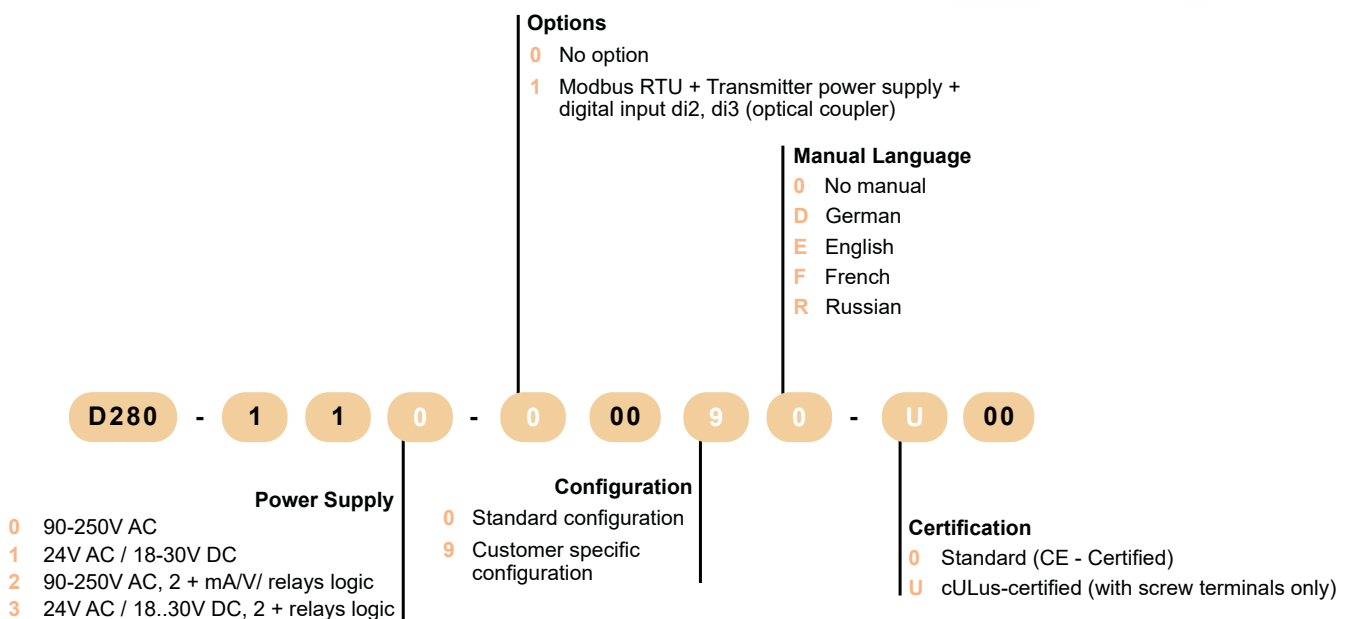 Options
0 No option
1 Modbus RTU + Transmitter power supply +
digital input di2, di3 (optical coupler)
Manual Language
0 No manual
D German
E English
F French
R Russian
D280 - 1 1 0 - 0 00 9 0 - U 00
Power Supply
0 90-250V AC
1 24V AC / 18-30V DC
2 90-250V AC, 2 + mA/V/ relays logic
3 24V AC / 18..30V DC, 2 + relays logic
Configuration
0 Standard configuration
9 Customer specific
configuration
Certification
0 Standard (CE - Certified)
U cULus-certified (with screw terminals only)